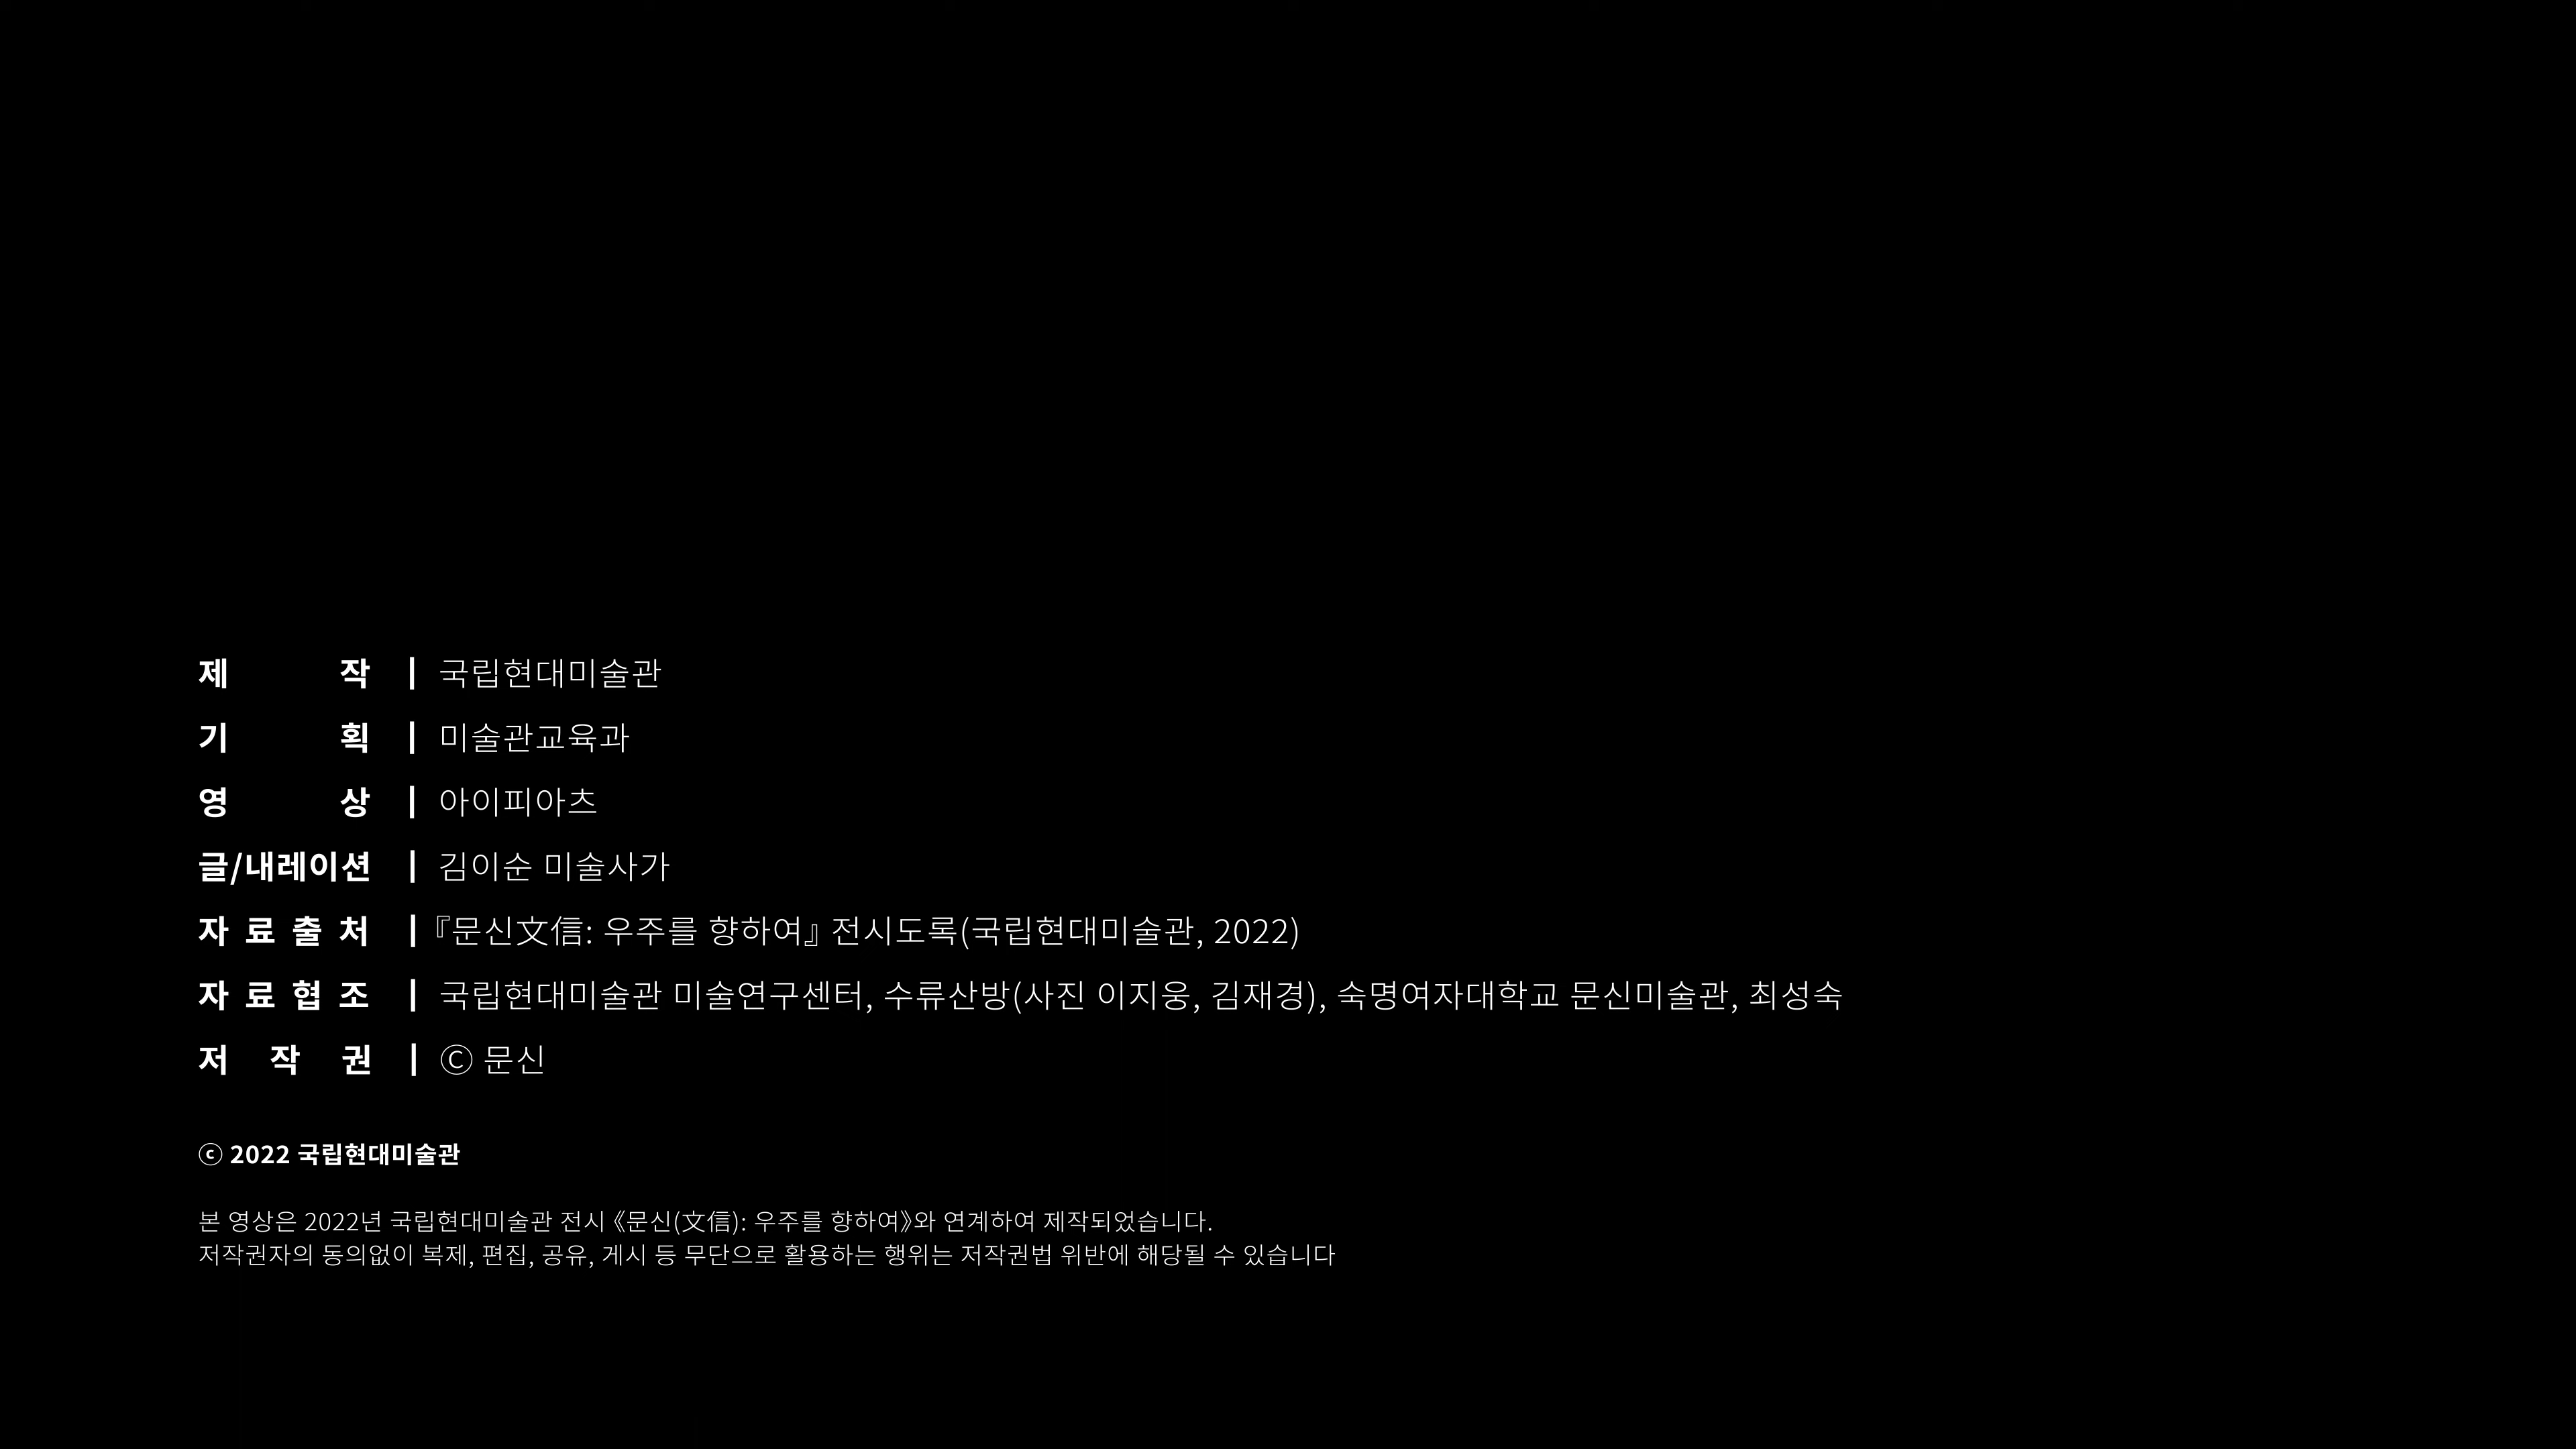 제 작 | 국립현대미술관
기 획 | 미술관교육과
영 상 | 아이피아츠
글/내레이션 | 김이순 미술사가
자 료 출 처 | 『문신文信: 우주를 향하여』 전시도록(국립현대미술관, 2022)
자 료 협 조 | 국립현대미술관 미술연구센터, 수류산방(사진 이지웅, 김재경), 숙명여자대학교 문신미술관, 최성숙
저 작 권 | ⓒ 문신
ⓒ 2022 국립현대미술관
본 영상은 2022년 국립현대미술관 전시 《문신(文信): 우주를 향하여》와 연계하여 제작되었습니다.
저작권자의 동의없이 복제, 편집, 공유, 게시 등 무단으로 활용하는 행위는 저작권법 위반에 해당될 수 있습니다